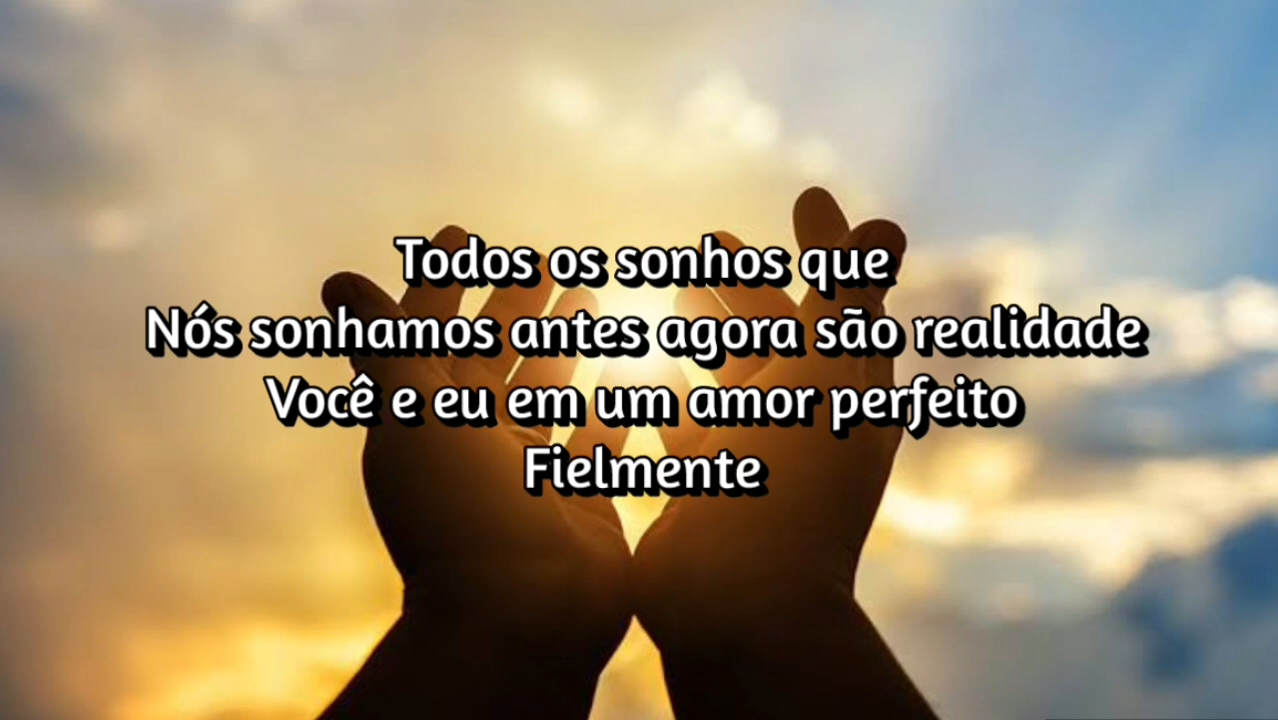 Todos os sonhos que
Nós sonhamos antes agora são realidade
Você e eu em um amor perfeito
Fielmente